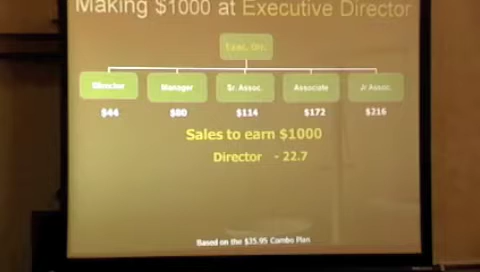 Making $1000 at Executive Director
Exec. Dir.
Director Manager Sr. Assoc. Associate Jr Assoc.
$44 $80 $114 $172 $216
Sales to earn $1000
Director - 22.7
Based on the $35.95 Combo Plan